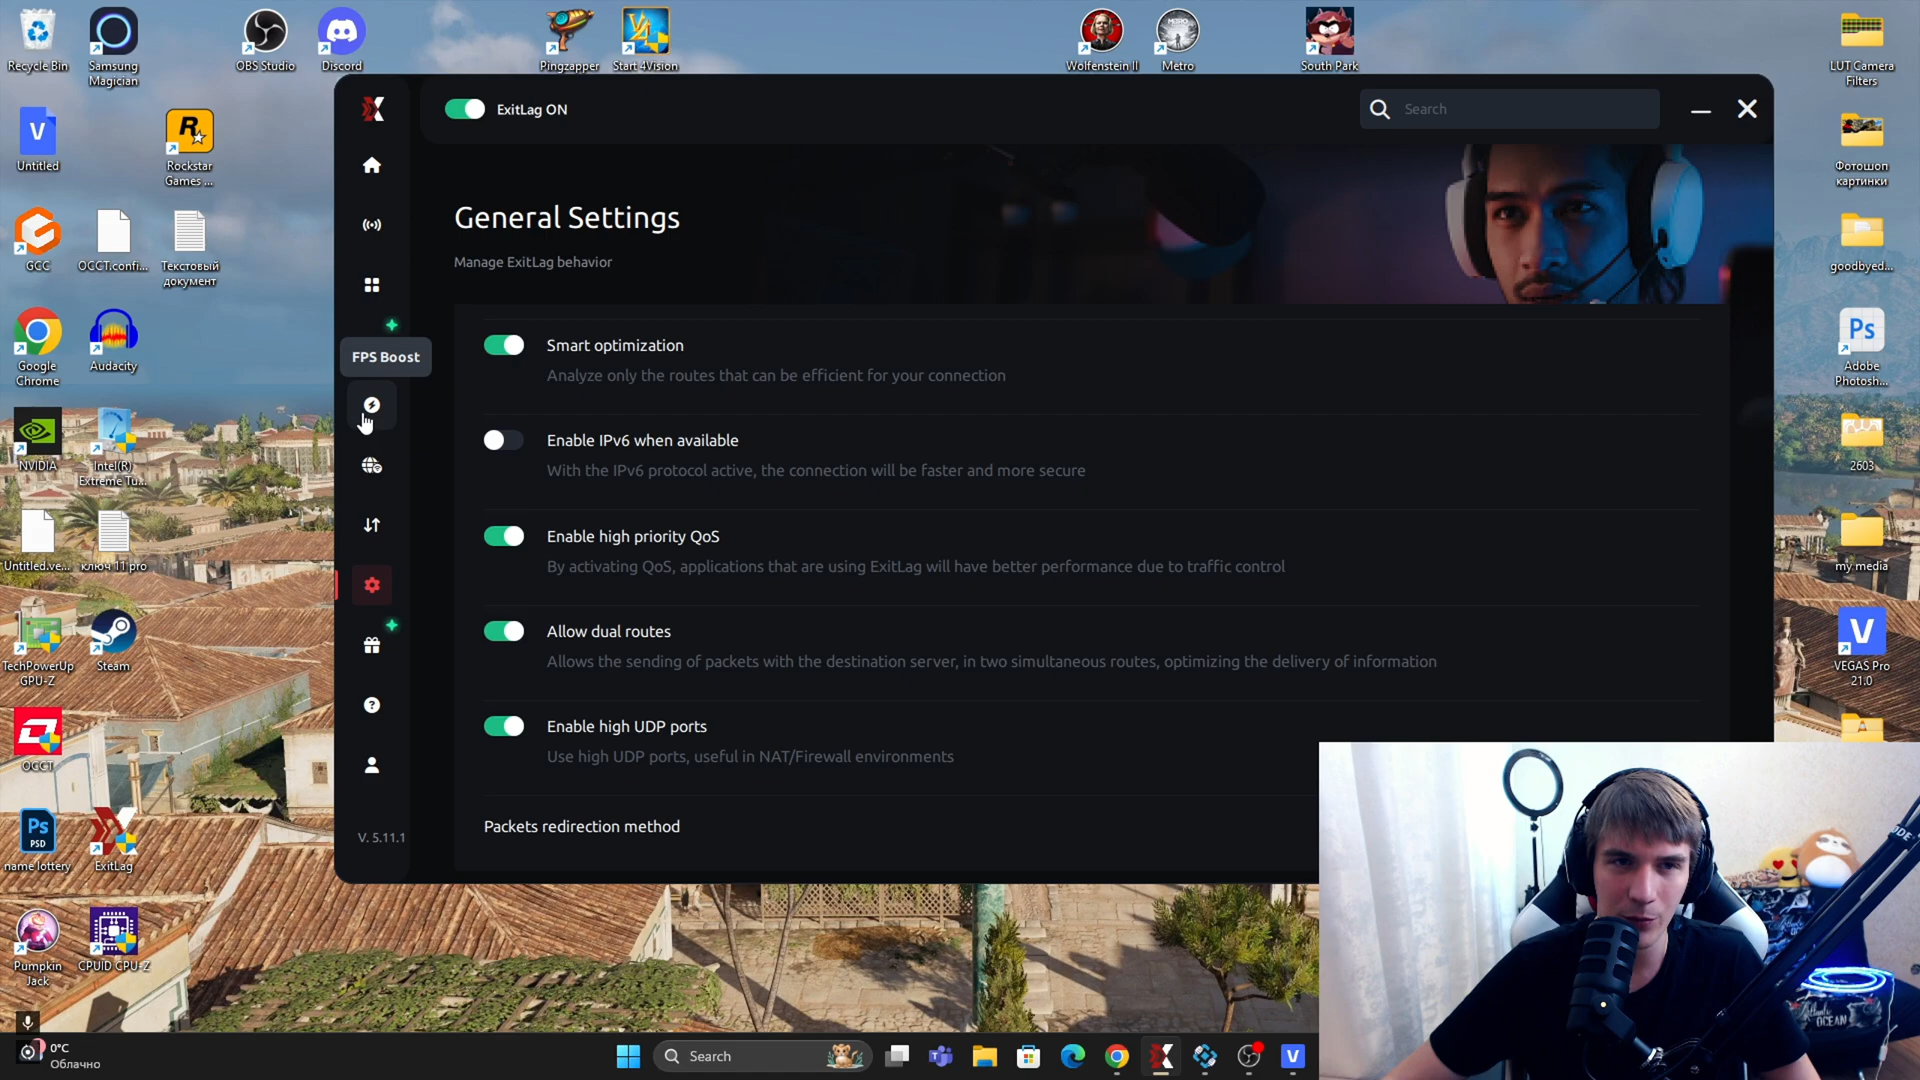 Recycle Bin
Samsung
Magician
OBS Studio
Discord
Pingzapper
Start 4Vision
Wolfenstein II
Metro
South Park
LUT Camera
Filters
ExitLag ON
Search
Untitled
Rockstar
Games ...
Фотошоп
картинки
General Settings
Manage ExitLag behavior
GCC
OCCT.confi...
Текстовый
документ
goodbyed...
Smart optimization
Analyze only the routes that can be efficient for your connection
FPS Boost
Google
Chrome
Audacity
Ps
Adobe
Photosh...
Enable IPv6 when available
With the IPv6 protocol active, the connection will be faster and more secure
NVIDIA
Intel(R)
Extreme Tu...
2603
Enable high priority QoS
By activating QoS, applications that are using ExitLag will have better performance due to traffic control
Untitled.ve...
ключ 11 pro
my media
Allow dual routes
Allows the sending of packets with the destination server, in two simultaneous routes, optimizing the delivery of information
TechPowerUp
GPU-Z
Steam
V
VEGAS Pro
21.0
Enable high UDP ports
Use high UDP ports, useful in NAT/Firewall environments
OCCT
Packets redirection method
V. 5.11.1
Ps
PSD
name lottery
ExitLag
Pumpkin
Jack
CPUID CPU-Z
OCEAN
0°C
Облачно
Search